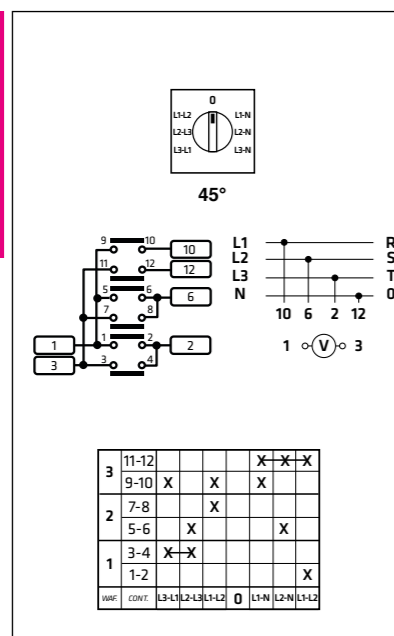 0
L1-L2 L1-N
L2-L3 L2-N
L3-L1 L3-N
45°
9 10 10
11 12 12
5 6 6
7 8
1 1 2 2
3 3 4
L1 R
L2 S
L3 T
N 0
10 6 2 12
1 V 3
3 11-12 X X X
9-10 X X X
2 7-8 X
5-6 X X
1 3-4 X X
1-2 X
WAF. CONT. L3-L1 L2-L3 L1-L2 0 L1-N L2-N L1-L2